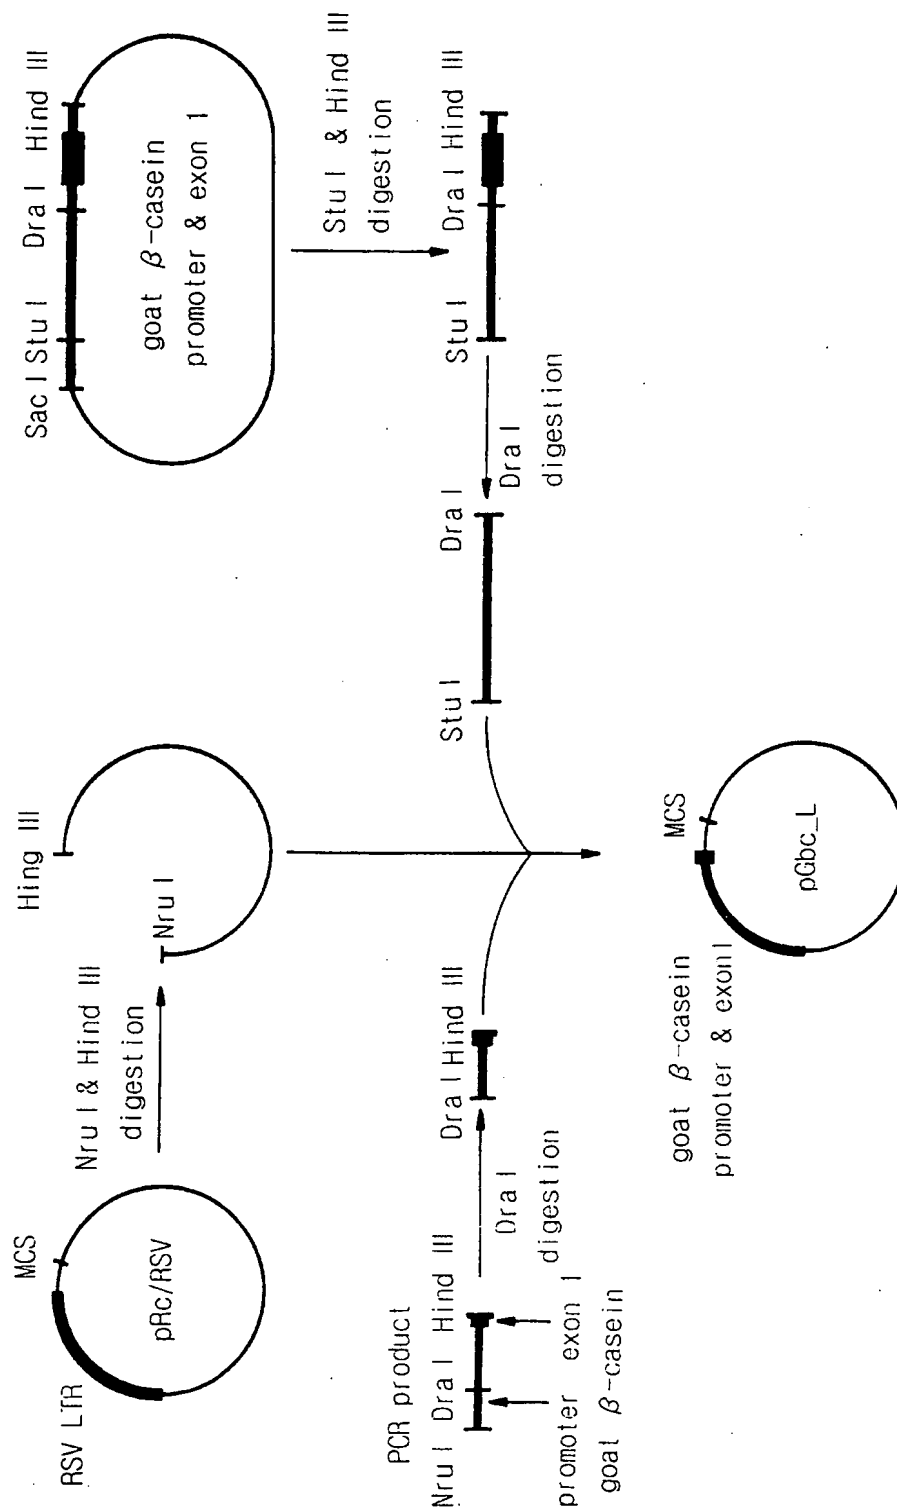 RSV LTR
MCS
pRc/RSV
Nru I & Hind III
digestion
Hing III
Nru I
Sac I Stu I Dra I Hind III
goat β-casein
promoter & exon 1
Stu I & Hind III
digestion
PCR product
Nru I Dra I Hind III
promoter exon 1
goat β-casein
Dra I
digestion
Dra I Hind III
Stu I Dra I
Dra I
digestion
Stu I Dra I Hind III
goat β-casein
promoter & exon1
MCS
pGbc_L